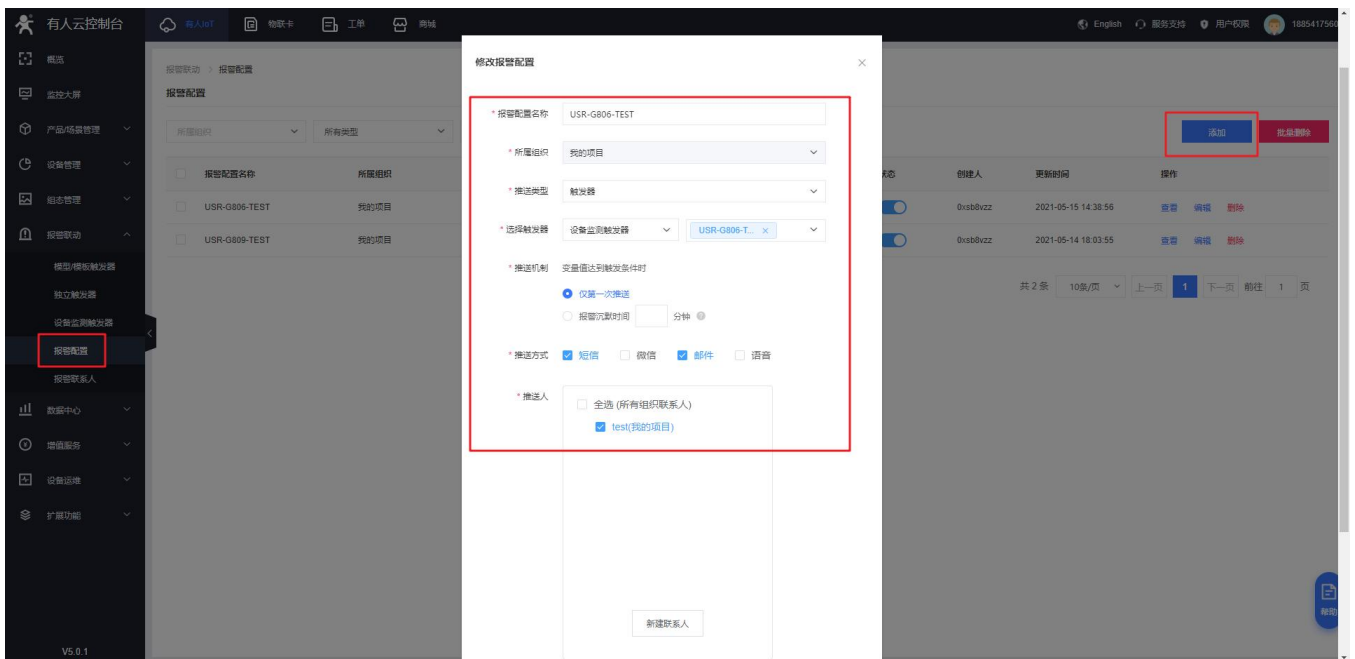 有人云控制台
有人IoT
物联卡
工单
商城
English
服务支持
用户权限
1885417560
概览
监控大屏
产品/场景管理
设备管理
组态管理
报警联动
模型/模板触发器
独立触发器
设备监测触发器
报警配置
报警联系人
数据中心
增值服务
设备运维
扩展功能
V5.0.1
报警联动 > 报警配置
报警配置
所属组织
所有类型
添加
批量删除
报警配置名称 所属组织 状态 创建人 更新时间 操作
USR-G806-TEST 我的项目 0xsb8vzz 2021-05-15 14:38:56 查看 编辑 删除
USR-G809-TEST 我的项目 0xsb8vzz 2021-05-14 18:03:55 查看 编辑 删除
共 2 条 10条/页 上一页 1 下一页 前往 1 页
修改报警配置
* 报警配置名称 USR-G806-TEST
* 所属组织 我的项目
* 推送类型 触发器
* 选择触发器 设备监测触发器 USR-G806-T... ×
* 推送机制 变量值达到触发条件时
仅第一次推送
报警沉默时间 分钟
* 推送方式 短信 微信 邮件 语音
* 推送人
全选 (所有组织联系人)
test(我的项目)
新建联系人
帮助